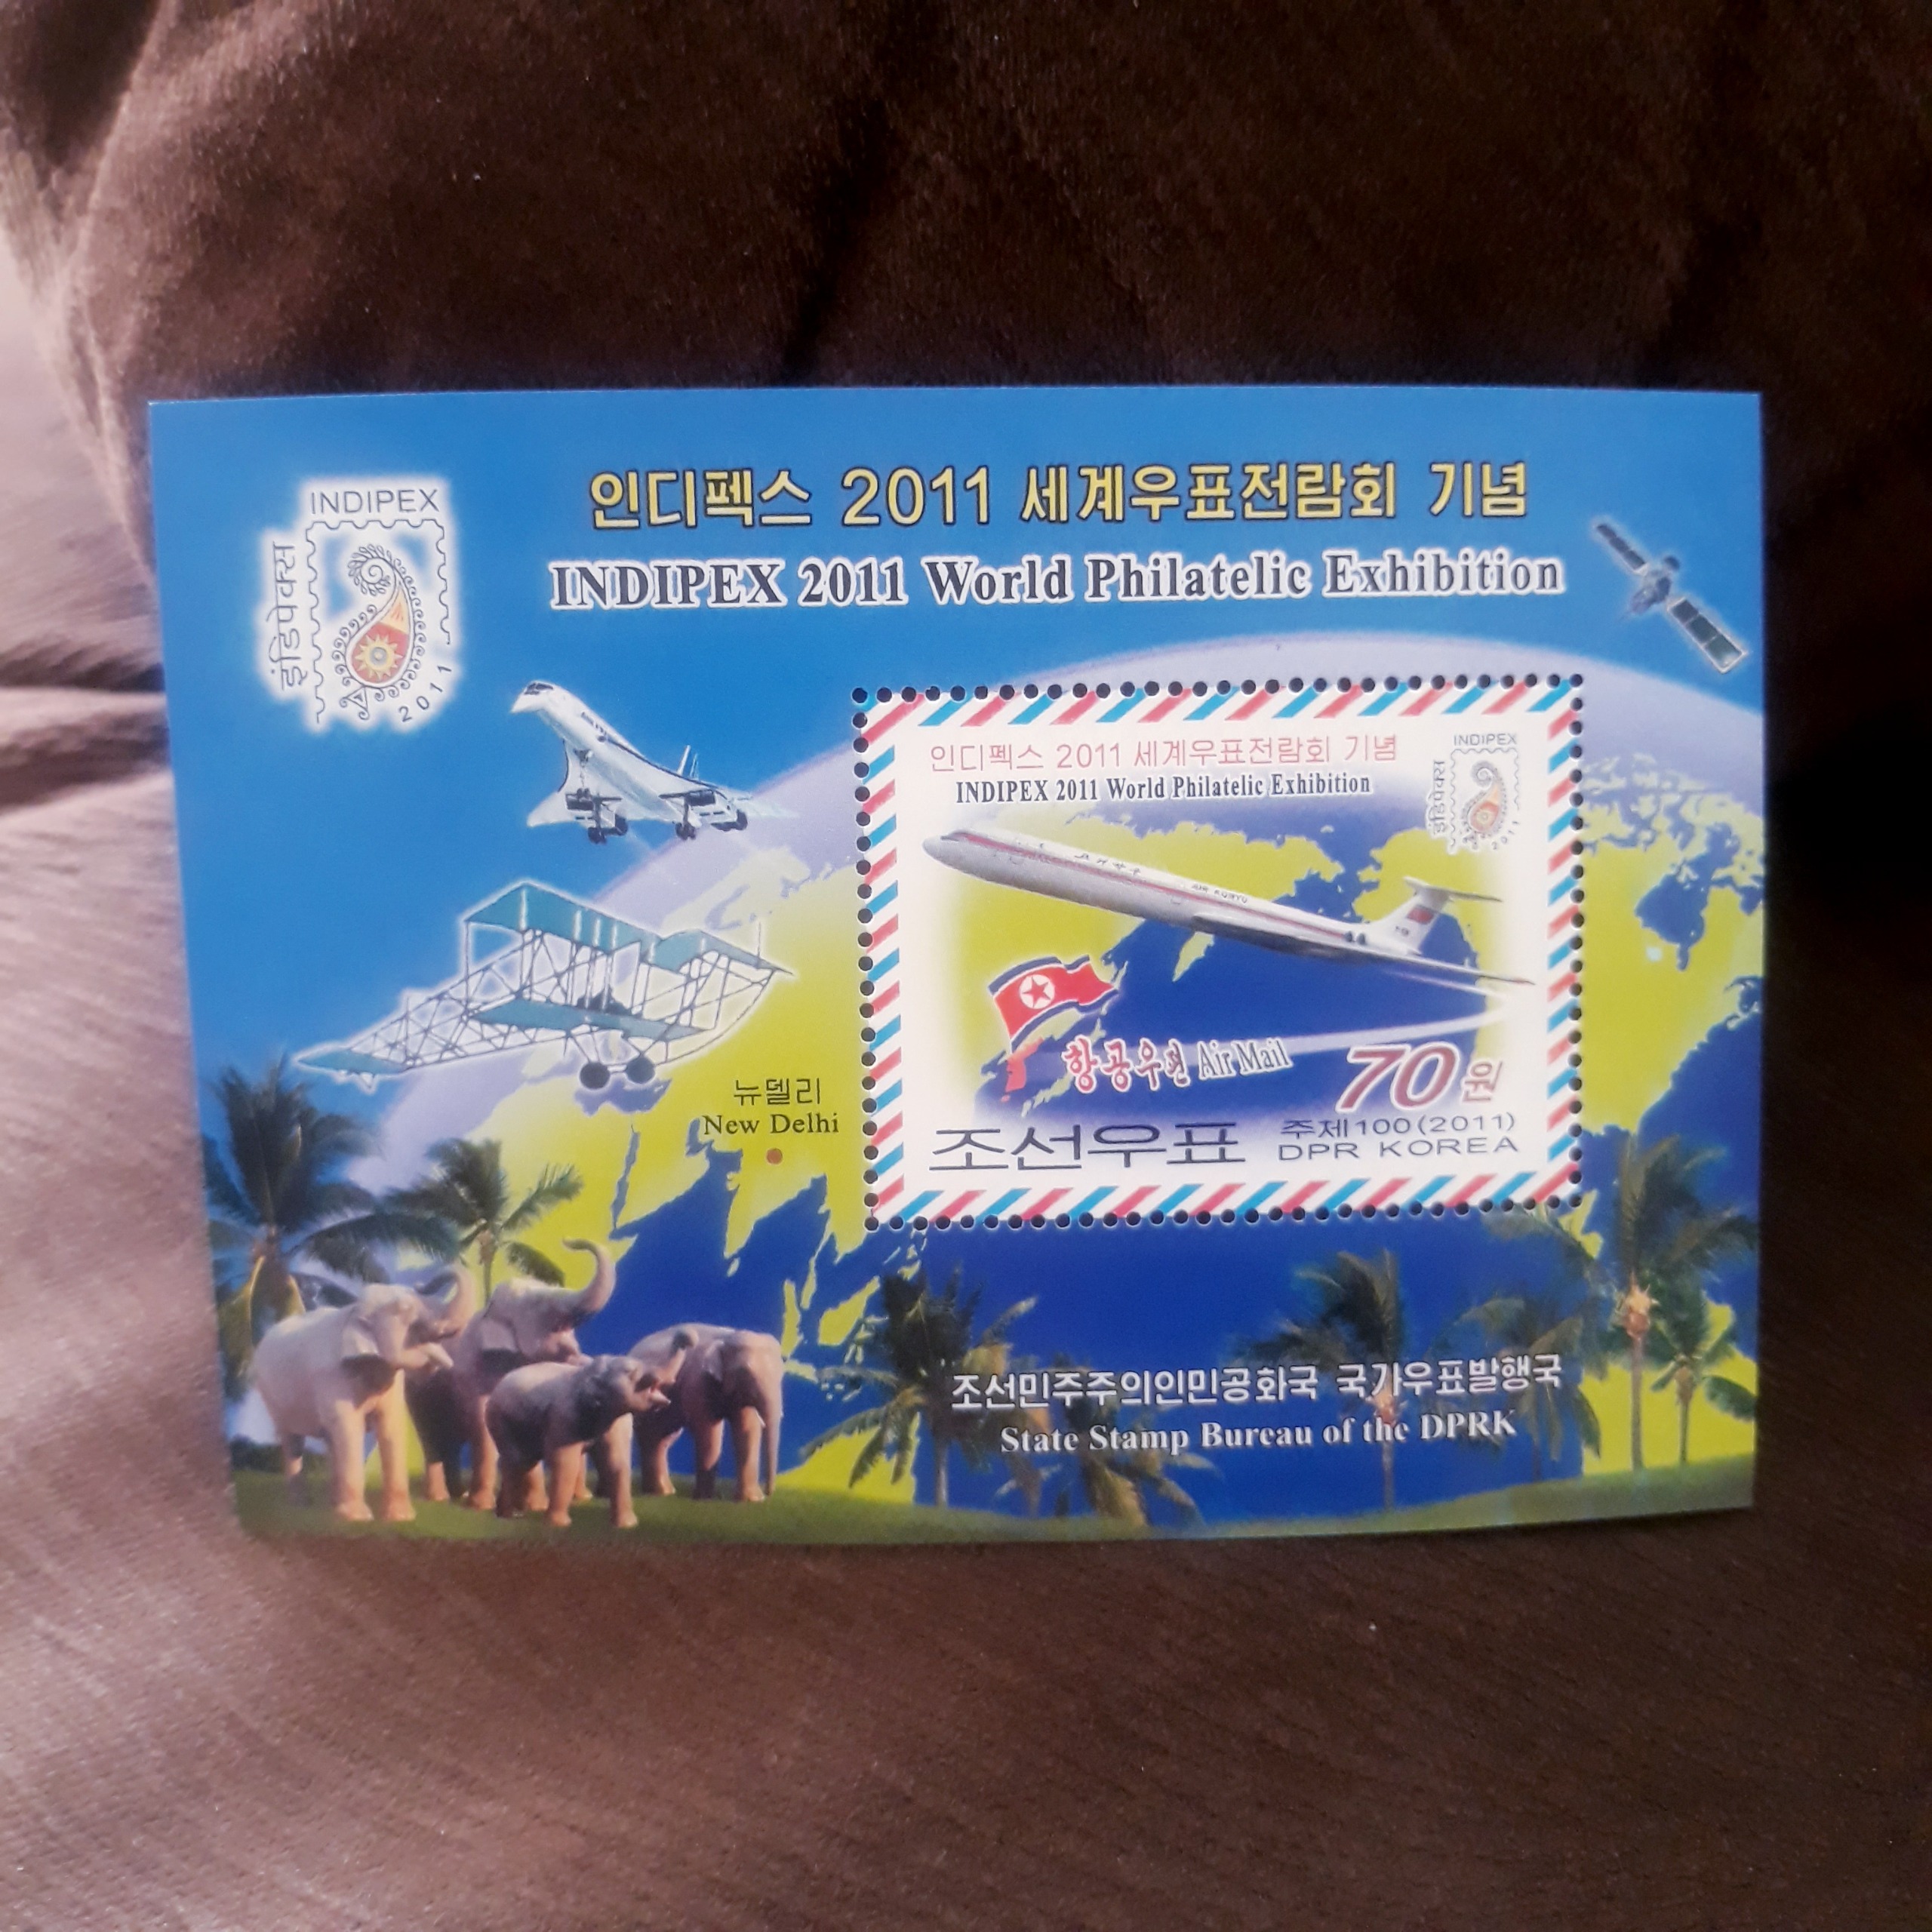 인디펙스 2011 세계우표전람회 기념
INDIPEX 2011 World Philatelic Exhibition
INDIPEX
इंडिपेक्स
2011
인디펙스 2011 세계우표전람회 기념
INDIPEX 2011 World Philatelic Exhibition
INDIPEX
इंडिपेक्स
2011
AIR KORYO
항공우편 Air Mail
70원
조선우표
주체100(2011)
DPR KOREA
뉴델리
New Delhi
조선민주주의인민공화국 국가우표발행국
State Stamp Bureau of the DPRK